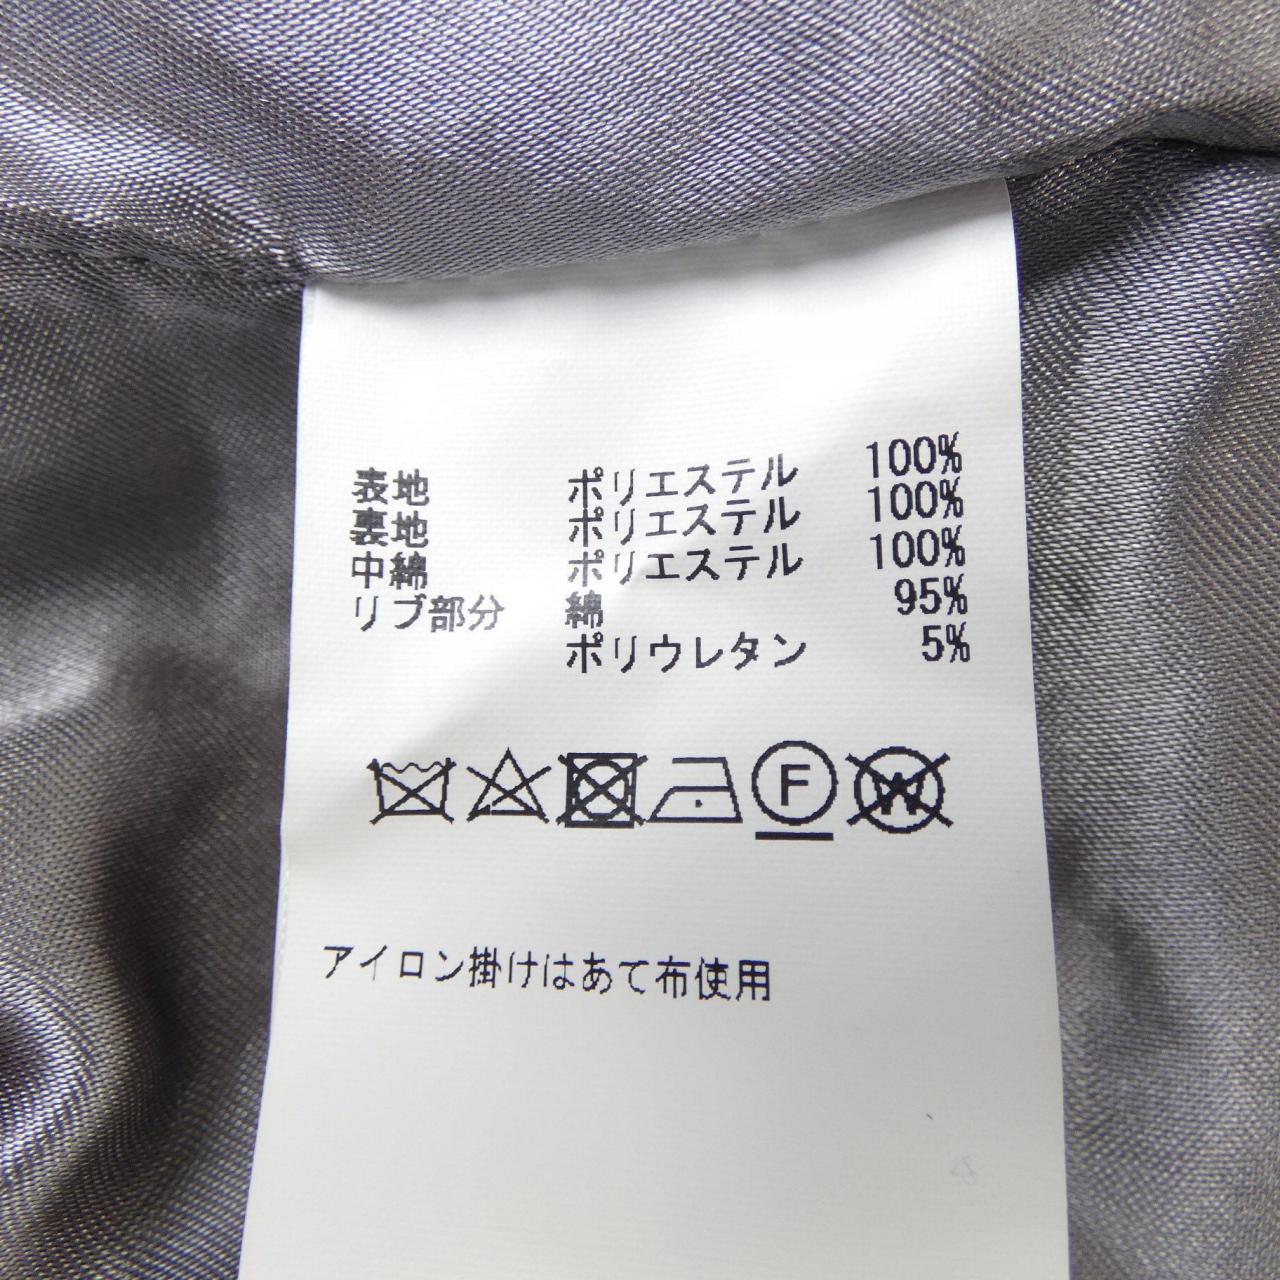 表地 ポリエステル 100%
裏地 ポリエステル 100%
中綿 ポリエステル 100%
リブ部分 綿 95%
ポリウレタン 5%
F W
アイロン掛けはあて布使用